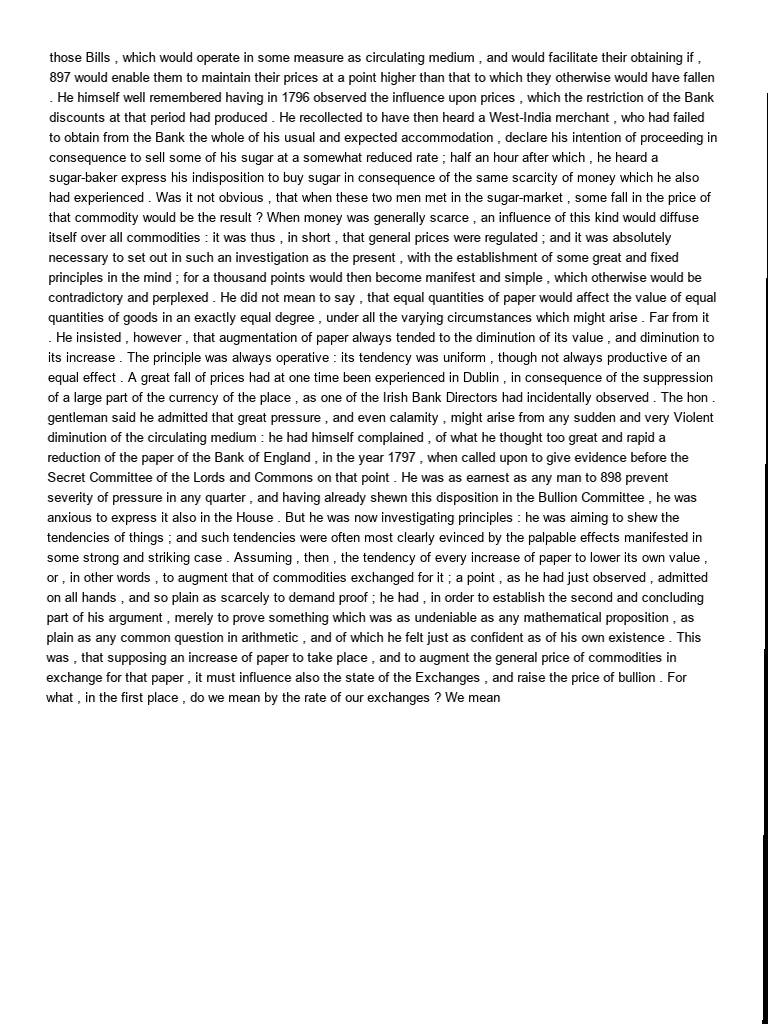 those Bills , which would operate in some measure as circulating medium , and would facilitate their obtaining if ,
897 would enable them to maintain their prices at a point higher than that to which they otherwise would have fallen
. He himself well remembered having in 1796 observed the influence upon prices , which the restriction of the Bank
discounts at that period had produced . He recollected to have then heard a West-India merchant , who had failed
to obtain from the Bank the whole of his usual and expected accommodation , declare his intention of proceeding in
consequence to sell some of his sugar at a somewhat reduced rate ; half an hour after which , he heard a
sugar-baker express his indisposition to buy sugar in consequence of the same scarcity of money which he also
had experienced . Was it not obvious , that when these two men met in the sugar-market , some fall in the price of
that commodity would be the result ? When money was generally scarce , an influence of this kind would diffuse
itself over all commodities : it was thus , in short , that general prices were regulated ; and it was absolutely
necessary to set out in such an investigation as the present , with the establishment of some great and fixed
principles in the mind ; for a thousand points would then become manifest and simple , which otherwise would be
contradictory and perplexed . He did not mean to say , that equal quantities of paper would affect the value of equal
quantities of goods in an exactly equal degree , under all the varying circumstances which might arise . Far from it
. He insisted , however , that augmentation of paper always tended to the diminution of its value , and diminution to
its increase . The principle was always operative : its tendency was uniform , though not always productive of an
equal effect . A great fall of prices had at one time been experienced in Dublin , in consequence of the suppression
of a large part of the currency of the place , as one of the Irish Bank Directors had incidentally observed . The hon .
gentleman said he admitted that great pressure , and even calamity , might arise from any sudden and very Violent
diminution of the circulating medium : he had himself complained , of what he thought too great and rapid a
reduction of the paper of the Bank of England , in the year 1797 , when called upon to give evidence before the
Secret Committee of the Lords and Commons on that point . He was as earnest as any man to 898 prevent
severity of pressure in any quarter , and having already shewn this disposition in the Bullion Committee , he was
anxious to express it also in the House . But he was now investigating principles : he was aiming to shew the
tendencies of things ; and such tendencies were often most clearly evinced by the palpable effects manifested in
some strong and striking case . Assuming , then , the tendency of every increase of paper to lower its own value ,
or , in other words , to augment that of commodities exchanged for it ; a point , as he had just observed , admitted
on all hands , and so plain as scarcely to demand proof ; he had , in order to establish the second and concluding
part of his argument , merely to prove something which was as undeniable as any mathematical proposition , as
plain as any common question in arithmetic , and of which he felt just as confident as of his own existence . This
was , that supposing an increase of paper to take place , and to augment the general price of commodities in
exchange for that paper , it must influence also the state of the Exchanges , and raise the price of bullion . For
what , in the first place , do we mean by the rate of our exchanges ? We mean